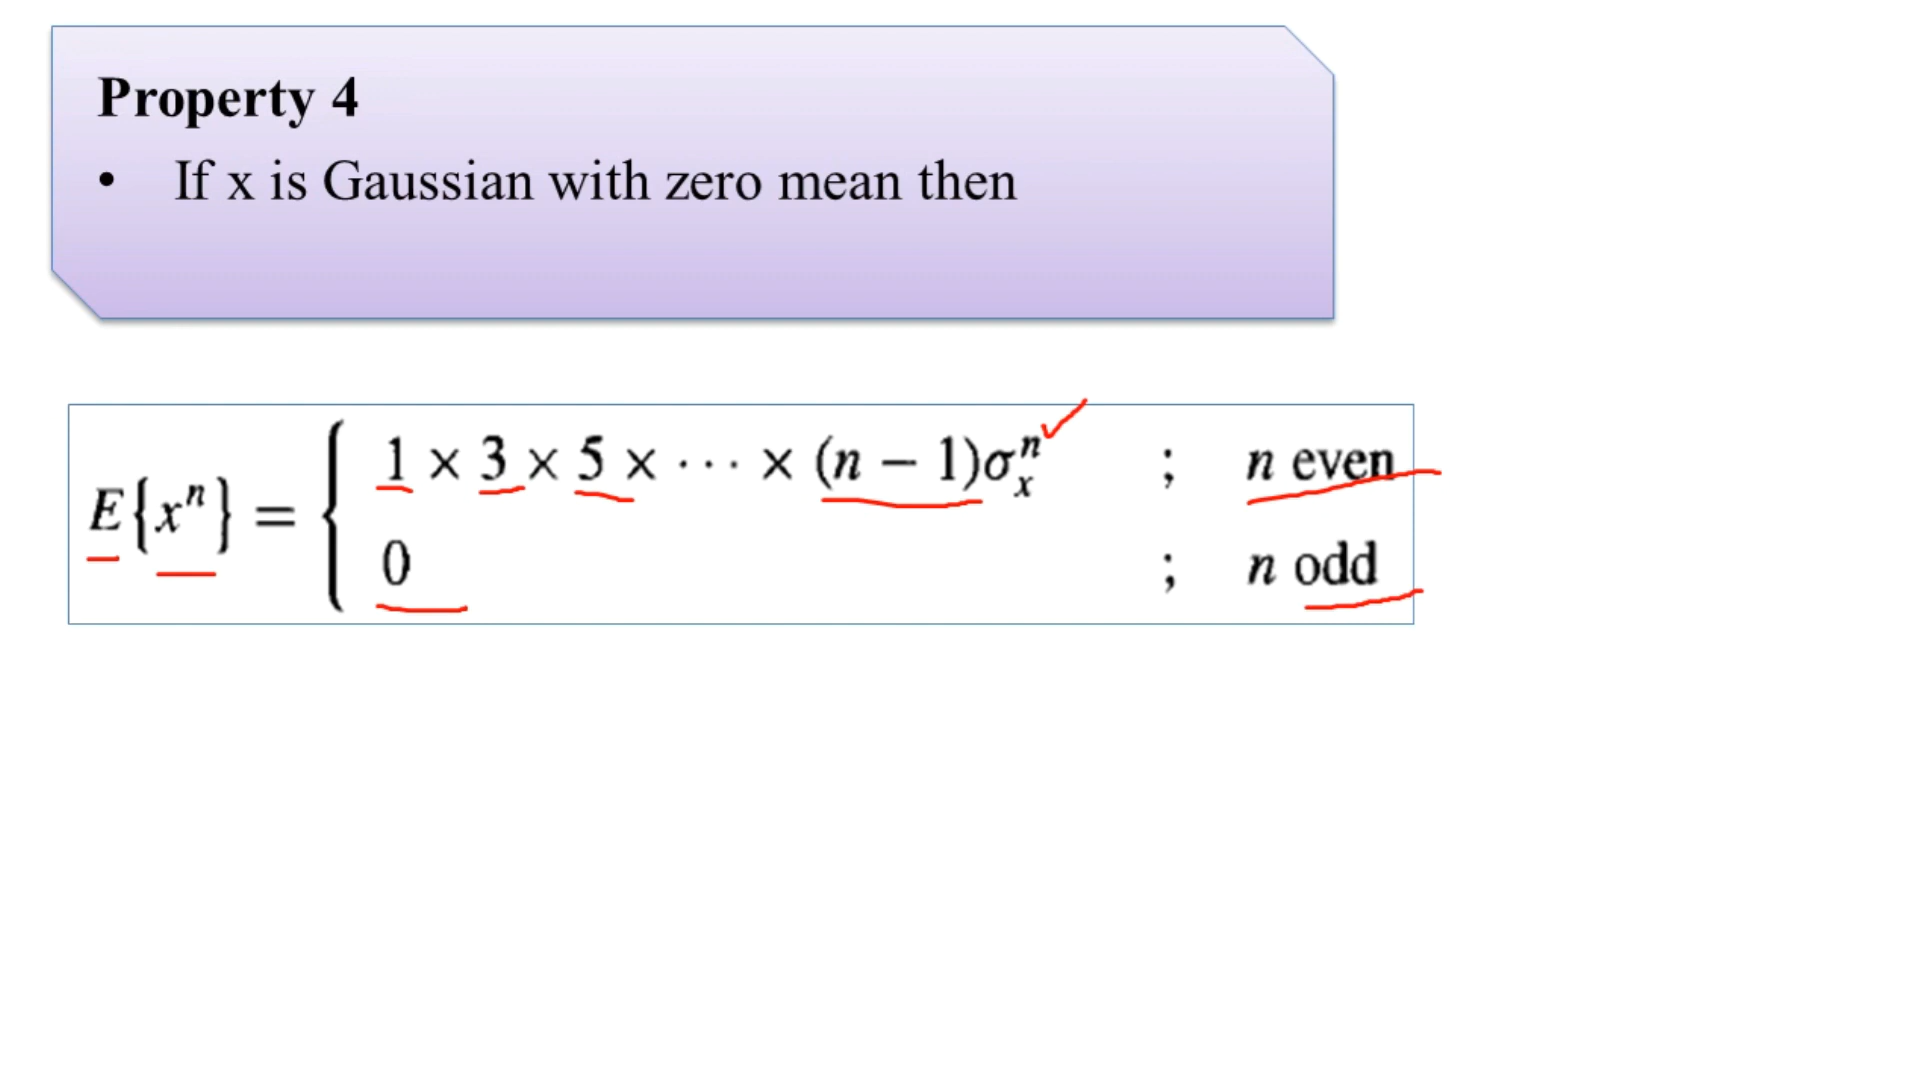 Property 4
• If x is Gaussian with zero mean then
E{xⁿ} = { 1 × 3 × 5 × ··· × (n − 1)σₓⁿ ; n even
0 ; n odd